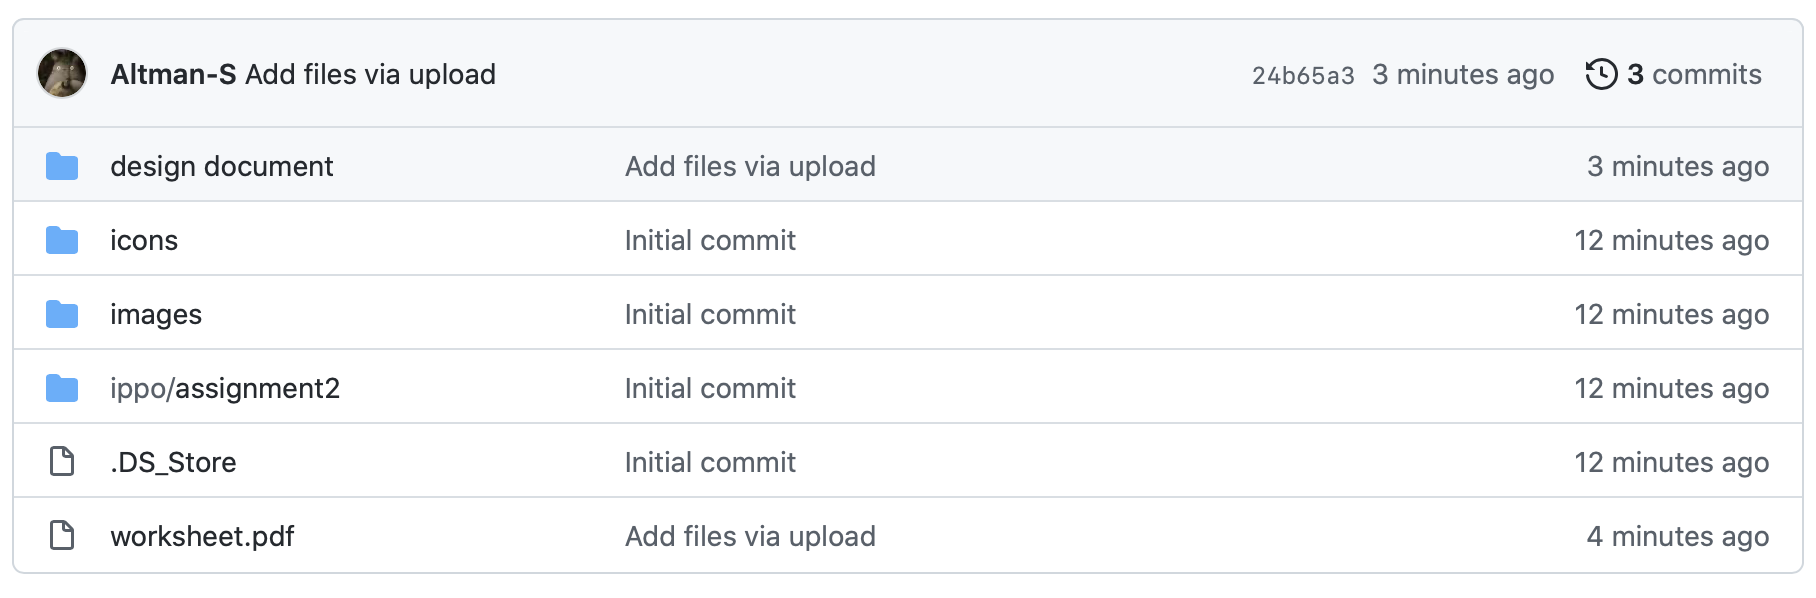 Altman-S Add files via upload 24b65a3 3 minutes ago 3 commits
design document Add files via upload 3 minutes ago
icons Initial commit 12 minutes ago
images Initial commit 12 minutes ago
ippo/assignment2 Initial commit 12 minutes ago
.DS_Store Initial commit 12 minutes ago
worksheet.pdf Add files via upload 4 minutes ago